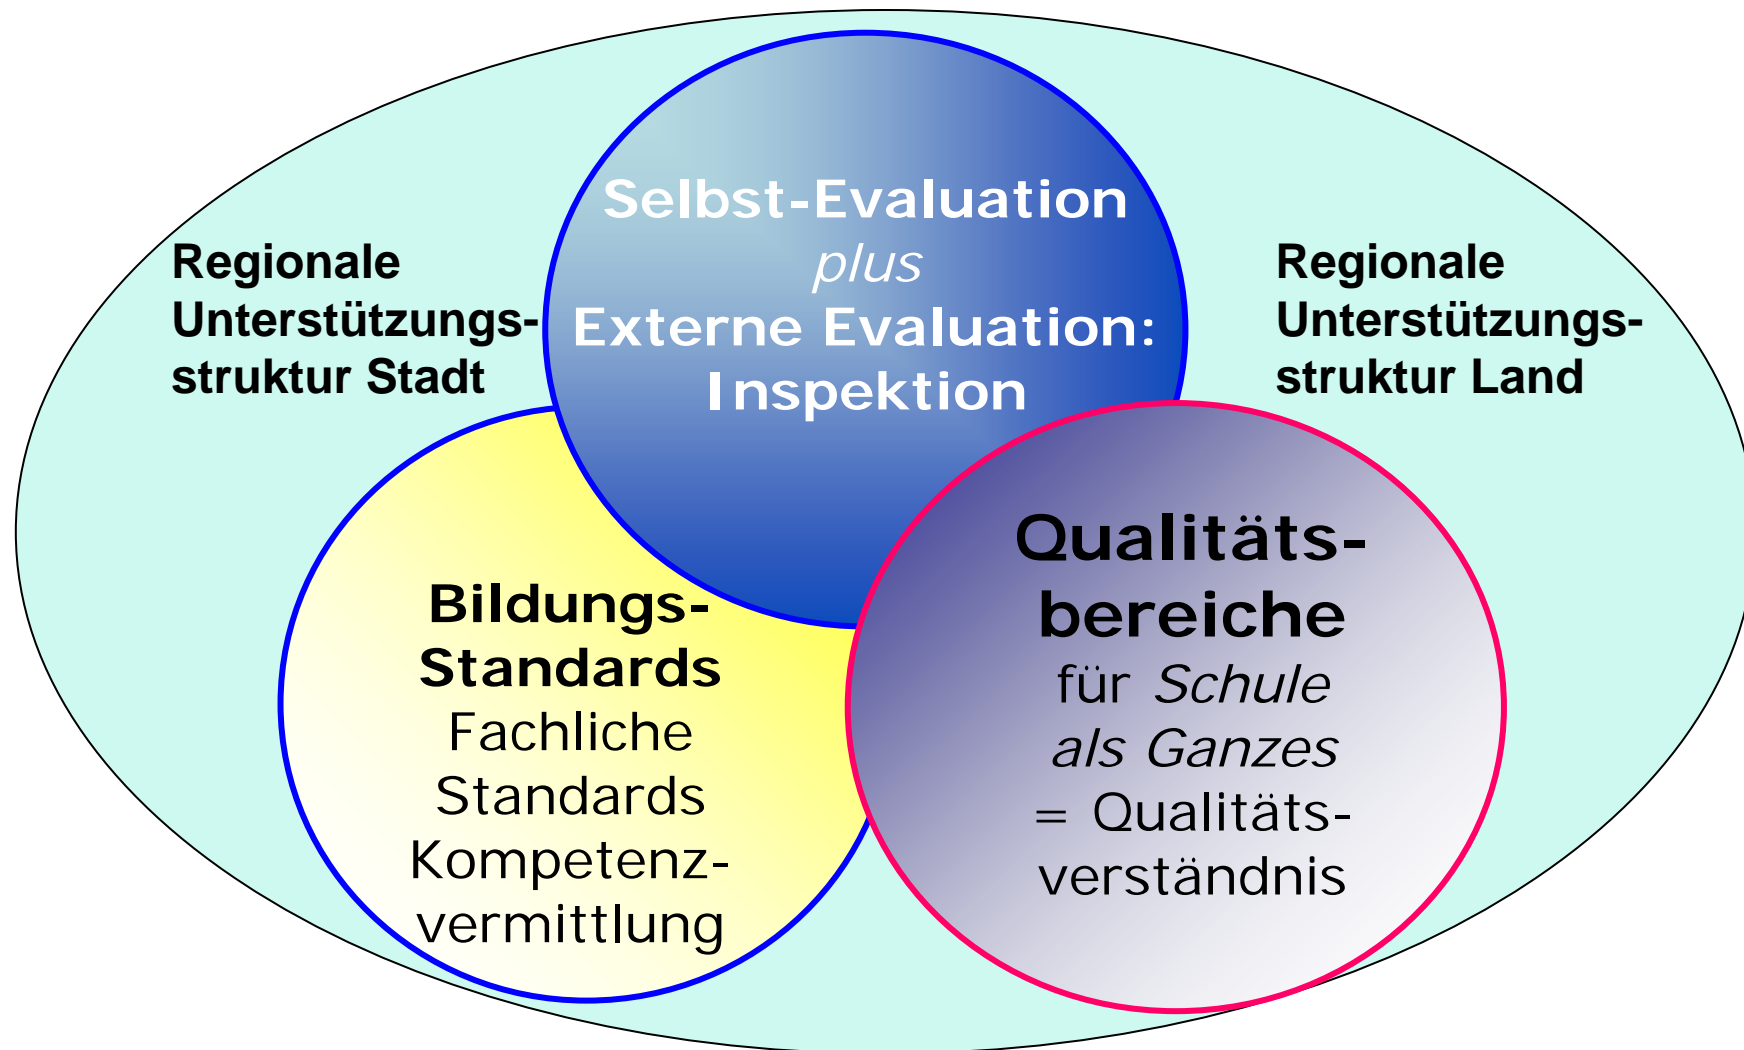 Selbst-Evaluation
plus
Externe Evaluation:
Inspektion
Regionale
Unterstützungs-
struktur Stadt
Regionale
Unterstützungs-
struktur Land
Bildungs-
Standards
Fachliche
Standards
Kompetenz-
vermittlung
Qualitäts-
bereiche
für Schule
als Ganzes
= Qualitäts-
verständnis